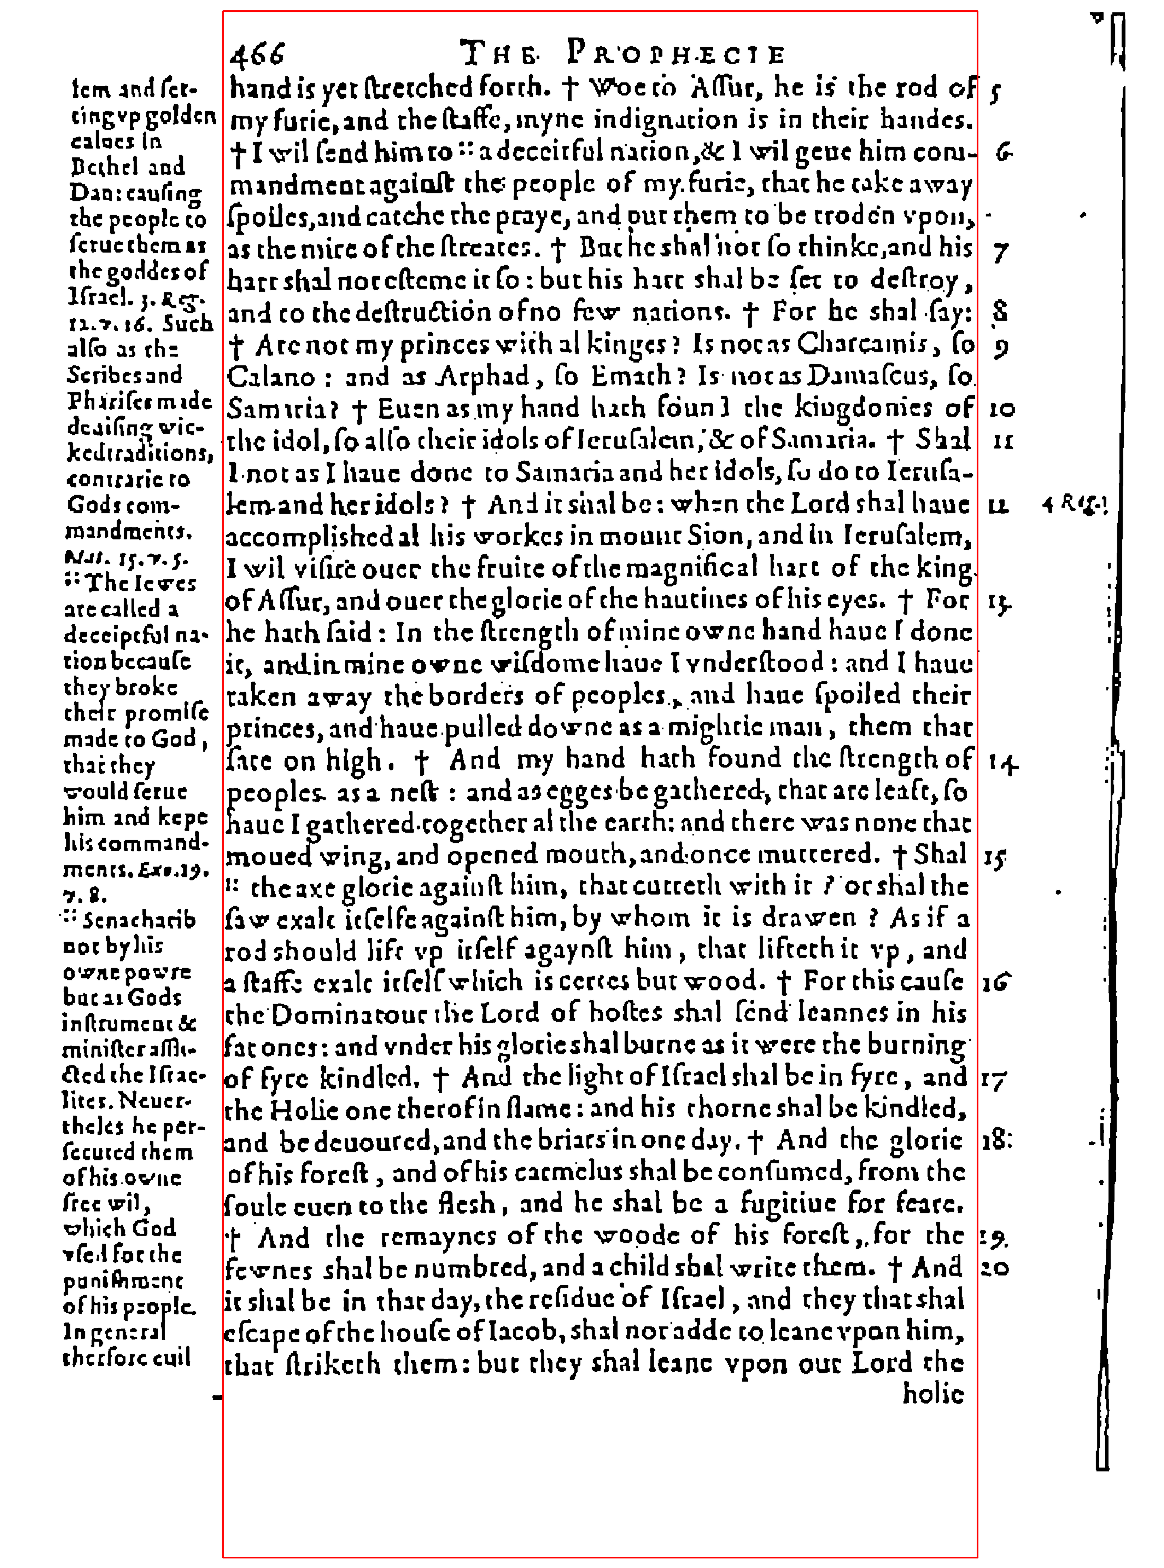 466 THE PROPHECIE
hand is yet ſtretched forth. † Woe to Aſſur, he is the rod of
my furie, and the ſtaffe, myne indignation is in their handes.
† I wil ſend him to :: a deceitful nation, & I wil geue him com-
mandment againſt the people of my furie, that he take away
ſpoiles, and catche the praye, and put them to be troden vpon,
as the mire of the ſtreates. † But he shal not ſo thinke, and his
hart shal not eſteme it ſo : but his hart shal be ſet to deſtroy,
and to the deſtruction of no few nations. † For he shal ſay:
† Are not my princes with al kinges? Is not as Charcamis, ſo
Calano : and as Arphad, ſo Emath? Is not as Damaſcus, ſo
Samaria? † Euen as my hand hath found the kingdomes of
the idol, ſo alſo their idols of Ieruſalem, & of Samaria. † Shal
I not as I haue done to Samaria and her idols, ſo do to Ieruſa-
lem and her idols? † And it shal be: when the Lord shal haue
accomplished al his workes in mount Sion, and in Ieruſalem,
I wil viſite ouer the fruite of the magnifical hart of the king
of Aſſur, and ouer the glorie of the hautines of his eyes. † For
he hath ſaid : In the ſtrength of mine owne hand haue I done
it, and in mine owne wiſdome haue I vnderſtood : and I haue
taken away the borders of peoples, and haue ſpoiled their
princes, and haue pulled downe as a mightie man, them that
ſate on high. † And my hand hath found the ſtrength of
peoples as a neſt : and as egges be gathered, that are leaft, ſo
haue I gathered together al the earth: and there was none that
moued wing, and opened mouth, and once muttered. † Shal
:: the axe glorie againſt him, that cutteth with it ? or shal the
ſaw exalt itſelfe againſt him, by whom it is drawen ? As if a
rod should lift vp itſelf agaynſt him, that lifteth it vp, and
a ſtaffe exalt itſelf which is certes but wood. † For this cauſe
the Dominatour the Lord of hoſtes shal ſend leannes in his
fat ones : and vnder his glorie shal burne as it were the burning
of fyre kindled. † And the light of Iſrael shal be in fyre, and
the Holie one therof in flame : and his thorne shal be kindled,
and be deuoured, and the briars in one day. † And the glorie
of his foreſt, and of his carmelus shal be conſumed, from the
ſoule euen to the flesh, and he shal be a fugitiue for feare.
† And the remaynes of the woode of his foreſt, for the
fewnes shal be numbred, and a child shal write them. † And
it shal be in that day, the reſidue of Iſrael, and they that shal
eſcape of the houſe of Iacob, shal not adde to leane vpon him,
that ſtriketh them : but they shal leane vpon our Lord the
holie
lem and ſet-
ting vp golden
calues in
Bethel and
Dan: cauſing
the people to
ſerue them as
the goddes of
Iſrael. 3. Reg.
12. v. 16. Such
alſo as the
Scribes and
Phariſes made
deuiſing wic-
ked traditions,
contrarie to
Gods com-
mandments.
Mat. 15. v. 5.
:: The Iewes
are called a
deceiptful na-
tion becauſe
they broke
their promiſe
made to God,
that they
would ſerue
him and kepe
his command-
ments. Exo. 19.
v. 8.
:: Senacharib
not by his
owne powre
but as Gods
inſtrument &
miniſter affli-
cted the Iſrae-
lites. Neuer-
theles he per-
ſecuted them
of his owne
free wil,
which God
vſed for the
punishment
of his people.
In general
therfore euil
5
6
7
8
9
10
11
12
13
14
15
16
17
18
19
20
4 Reg.